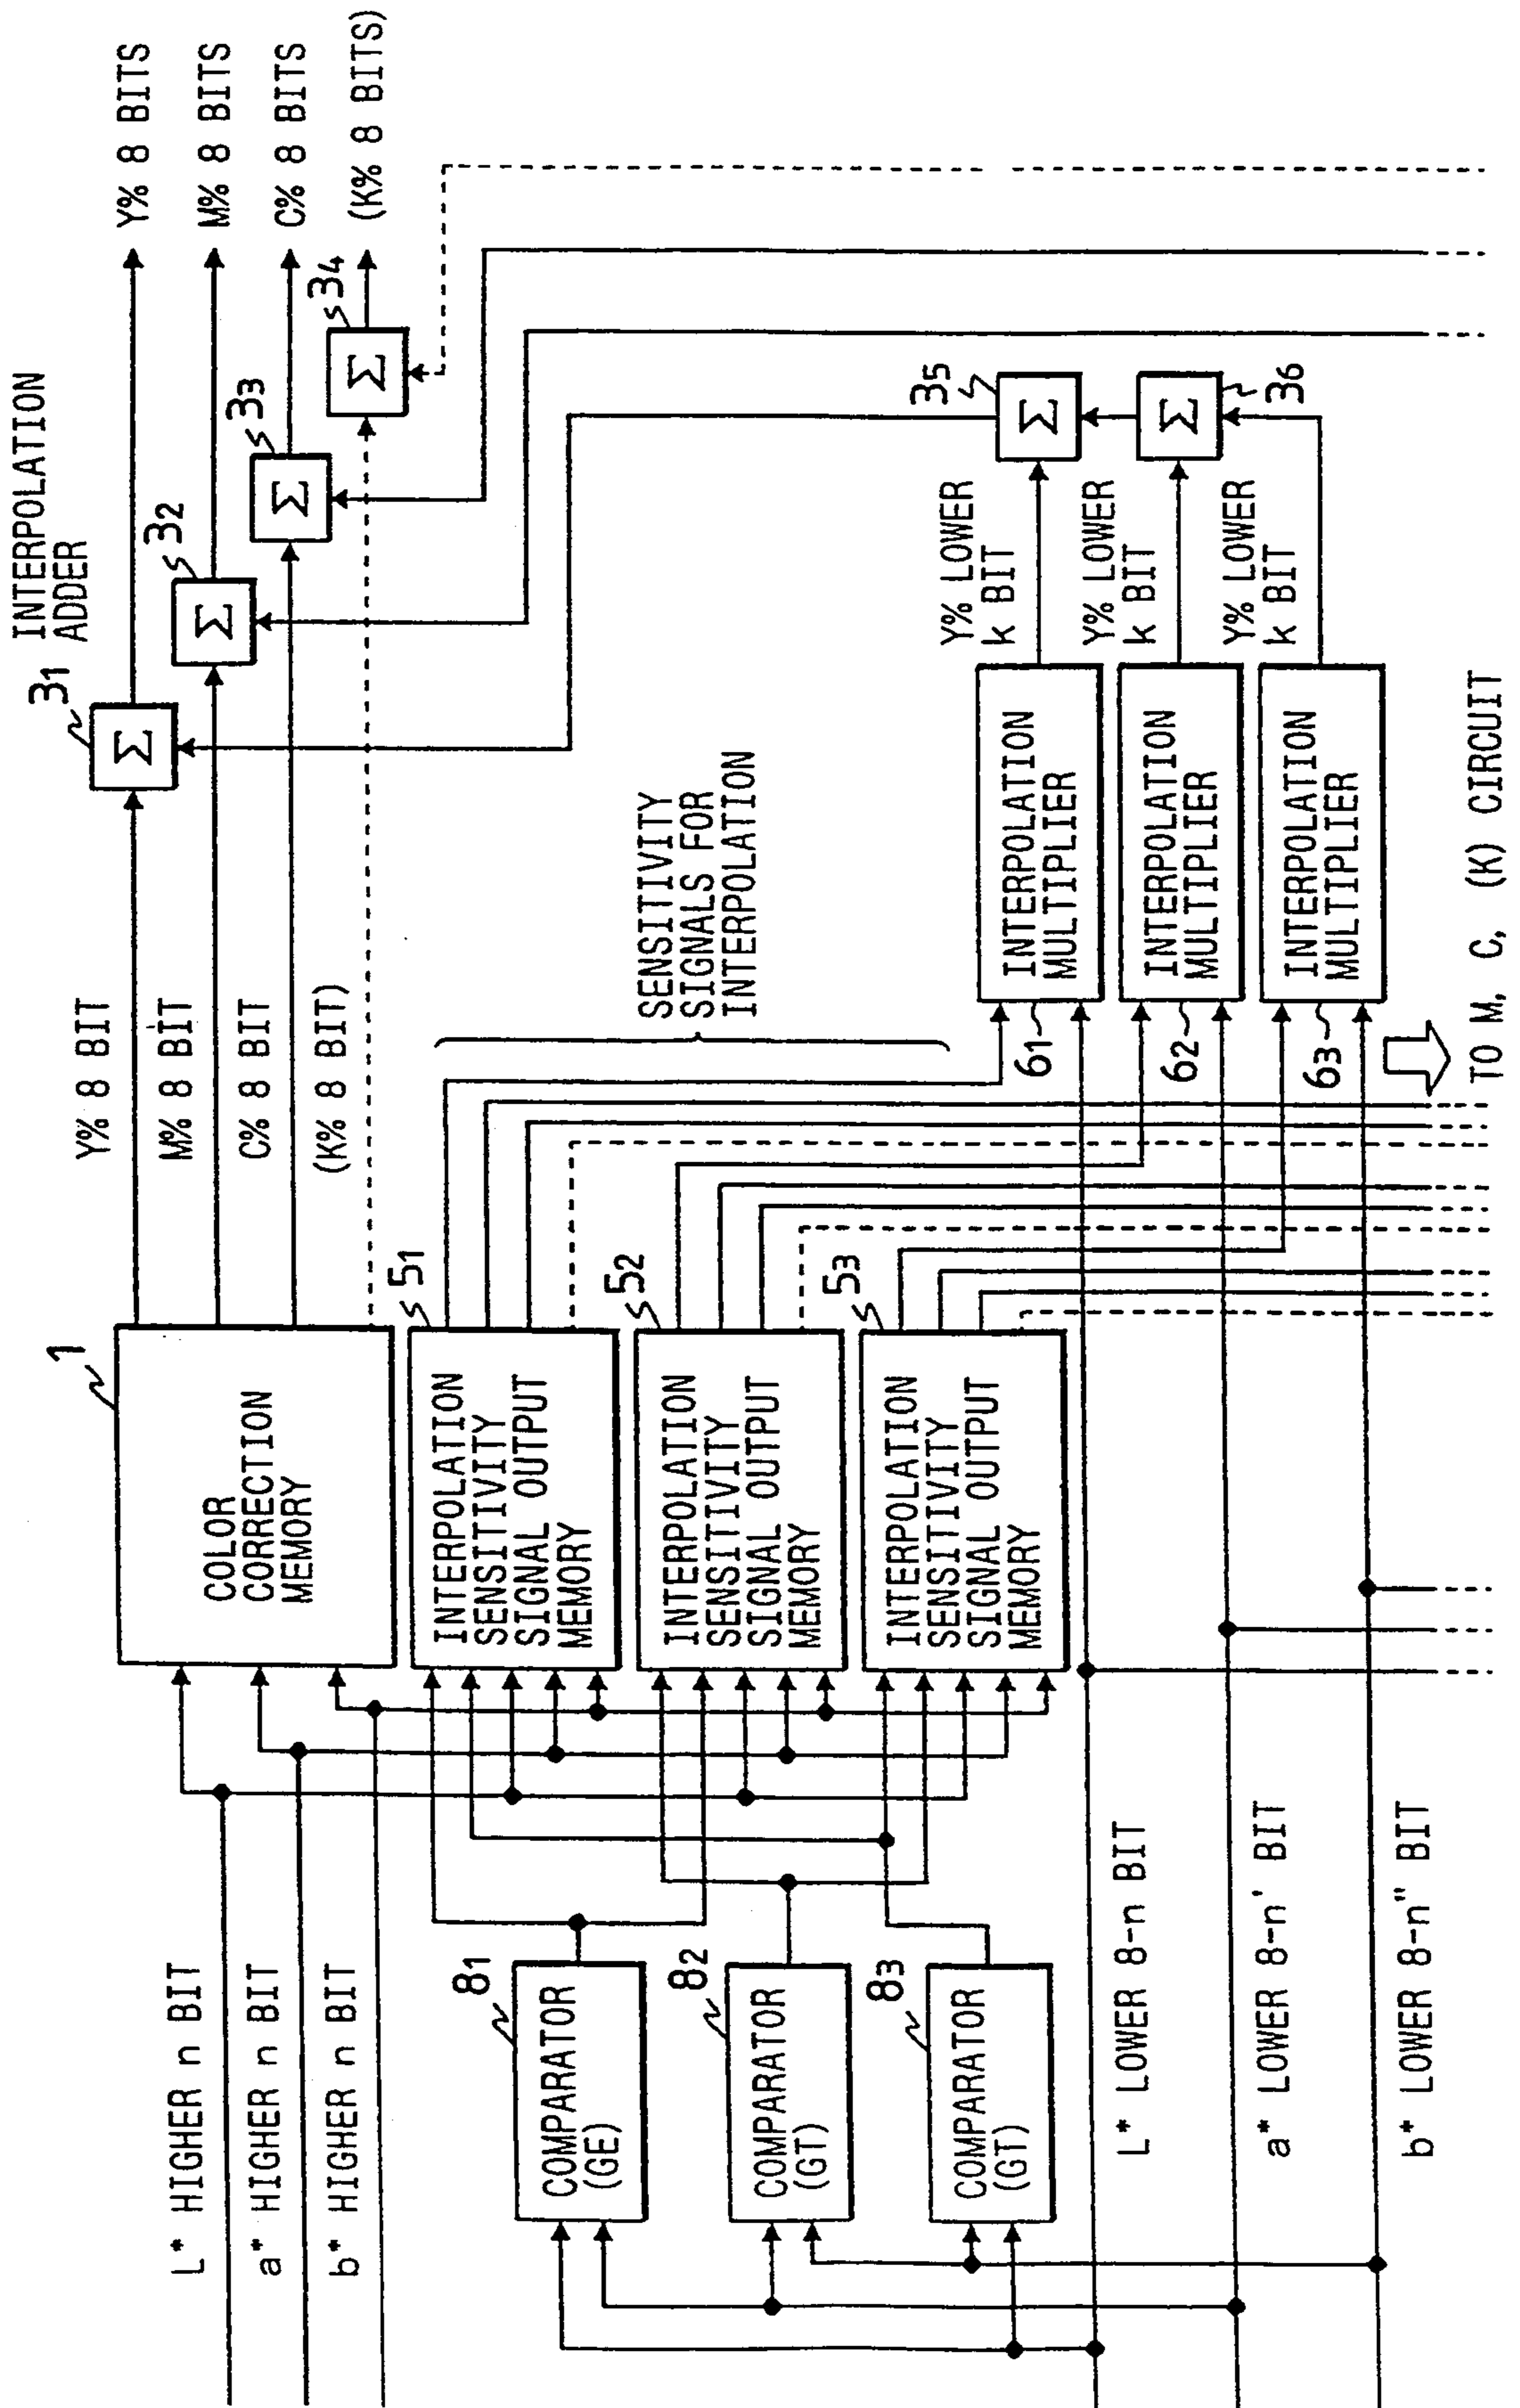 L* HIGHER n BIT
a* HIGHER n BIT
b* HIGHER n BIT
COMPARATOR
(GE)
81
COMPARATOR
(GT)
82
COMPARATOR
(GT)
83
L* LOWER 8-n BIT
a* LOWER 8-n' BIT
b* LOWER 8-n" BIT
COLOR
CORRECTION
MEMORY
1
INTERPOLATION
SENSITIVITY
SIGNAL OUTPUT
MEMORY
51
INTERPOLATION
SENSITIVITY
SIGNAL OUTPUT
MEMORY
52
INTERPOLATION
SENSITIVITY
SIGNAL OUTPUT
MEMORY
53
Y% 8 BIT
M% 8 BIT
C% 8 BIT
(K% 8 BIT)
SENSITIVITY
SIGNALS FOR
INTERPOLATION
INTERPOLATION
MULTIPLIER
61
INTERPOLATION
MULTIPLIER
62
INTERPOLATION
MULTIPLIER
63
TO M, C, (K) CIRCUIT
Y% LOWER
k BIT
Y% LOWER
k BIT
Y% LOWER
k BIT
Σ
35
Σ
36
INTERPOLATION
ADDER
Σ
31
Σ
32
Σ
33
Σ
34
Y% 8 BITS
M% 8 BITS
C% 8 BITS
(K% 8 BITS)